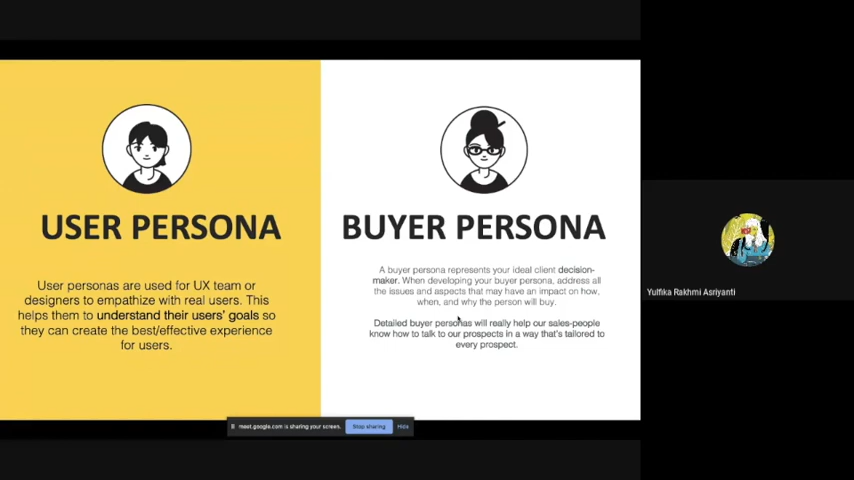 USER PERSONA
User personas are used for UX team or
designers to empathize with real users. This
helps them to understand their users' goals so
they can create the best/effective experience
for users.
BUYER PERSONA
A buyer persona represents your ideal client decision-
maker. When developing your buyer persona, address all
the issues and aspects that may have an impact on how,
when, and why the person will buy.
Detailed buyer personas will really help our sales-people
know how to talk to our prospects in a way that's tailored to
every prospect.
Yulfika Rakhmi Asriyanti
meet.google.com is sharing your screen.
Stop sharing
Hide